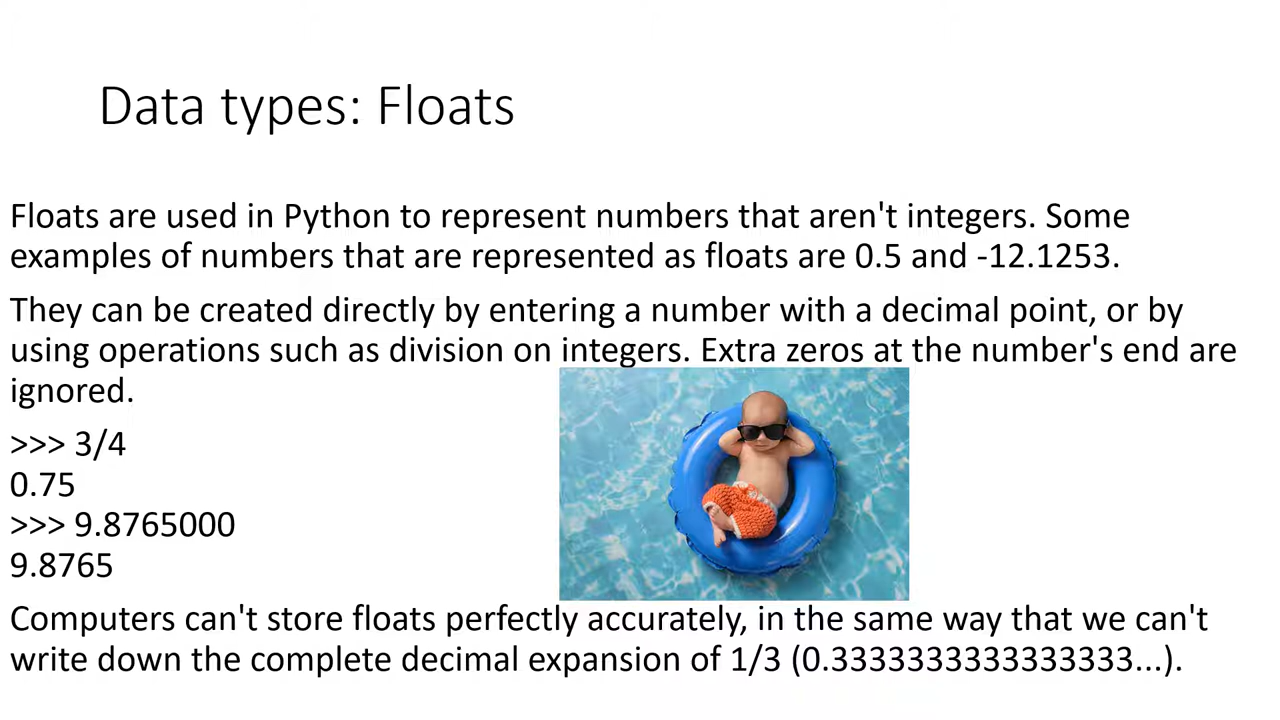 Data types: Floats
Floats are used in Python to represent numbers that aren't integers. Some
examples of numbers that are represented as floats are 0.5 and -12.1253.
They can be created directly by entering a number with a decimal point, or by
using operations such as division on integers. Extra zeros at the number's end are
ignored.
>>> 3/4
0.75
>>> 9.8765000
9.8765
Computers can't store floats perfectly accurately, in the same way that we can't
write down the complete decimal expansion of 1/3 (0.3333333333333333...).